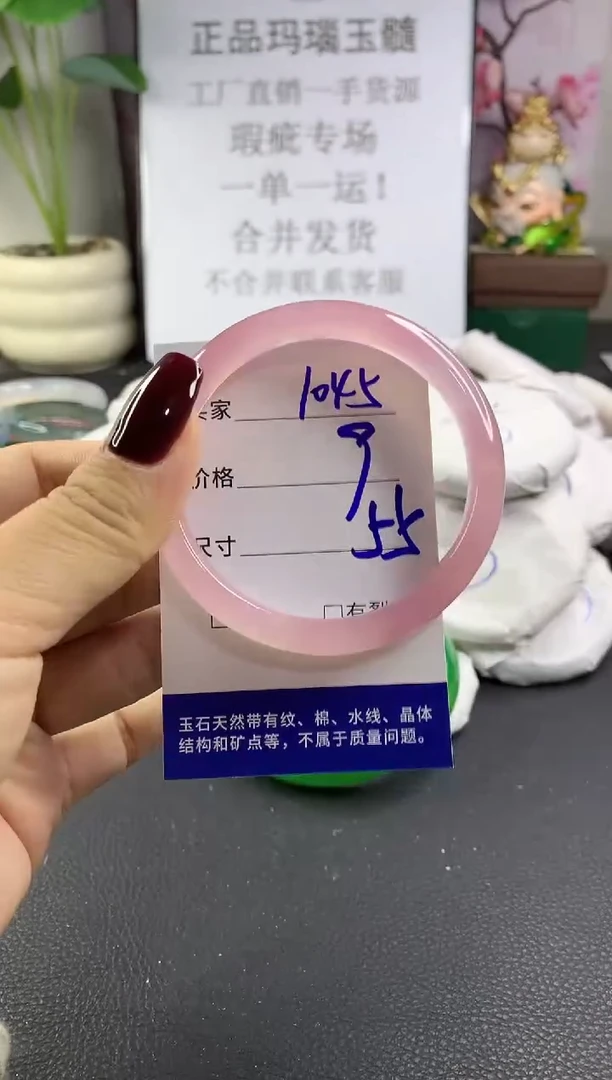 正品玛瑙玉髓
工厂直销一手货源
瑕疵专场
一单一运！
合并发货
不合并联系客服
家 1045
价格 9
尺寸 55
有裂
玉石天然带有纹、棉、水线、晶体
结构和矿点等，不属于质量问题。